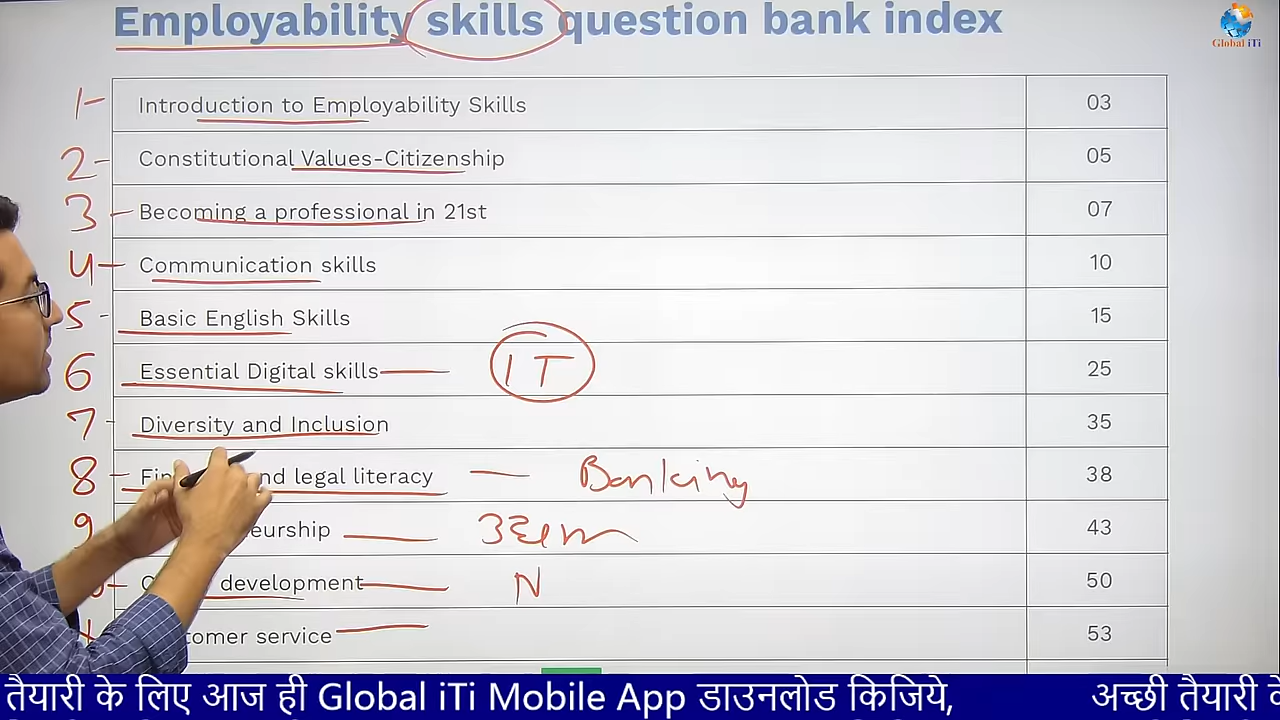 Employability skills question bank index
Global iTi
1- Introduction to Employability Skills 03
2- Constitutional Values-Citizenship 05
3- Becoming a professional in 21st 07
4- Communication skills 10
5- Basic English Skills 15
6 Essential Digital skills IT 25
7- Diversity and Inclusion 35
8- legal literacy Banking 38
9 43
development N 50
service 53
तैयारी के लिए आज ही Global iTi Mobile App डाउनलोड किजिये, अच्छी तैयारी